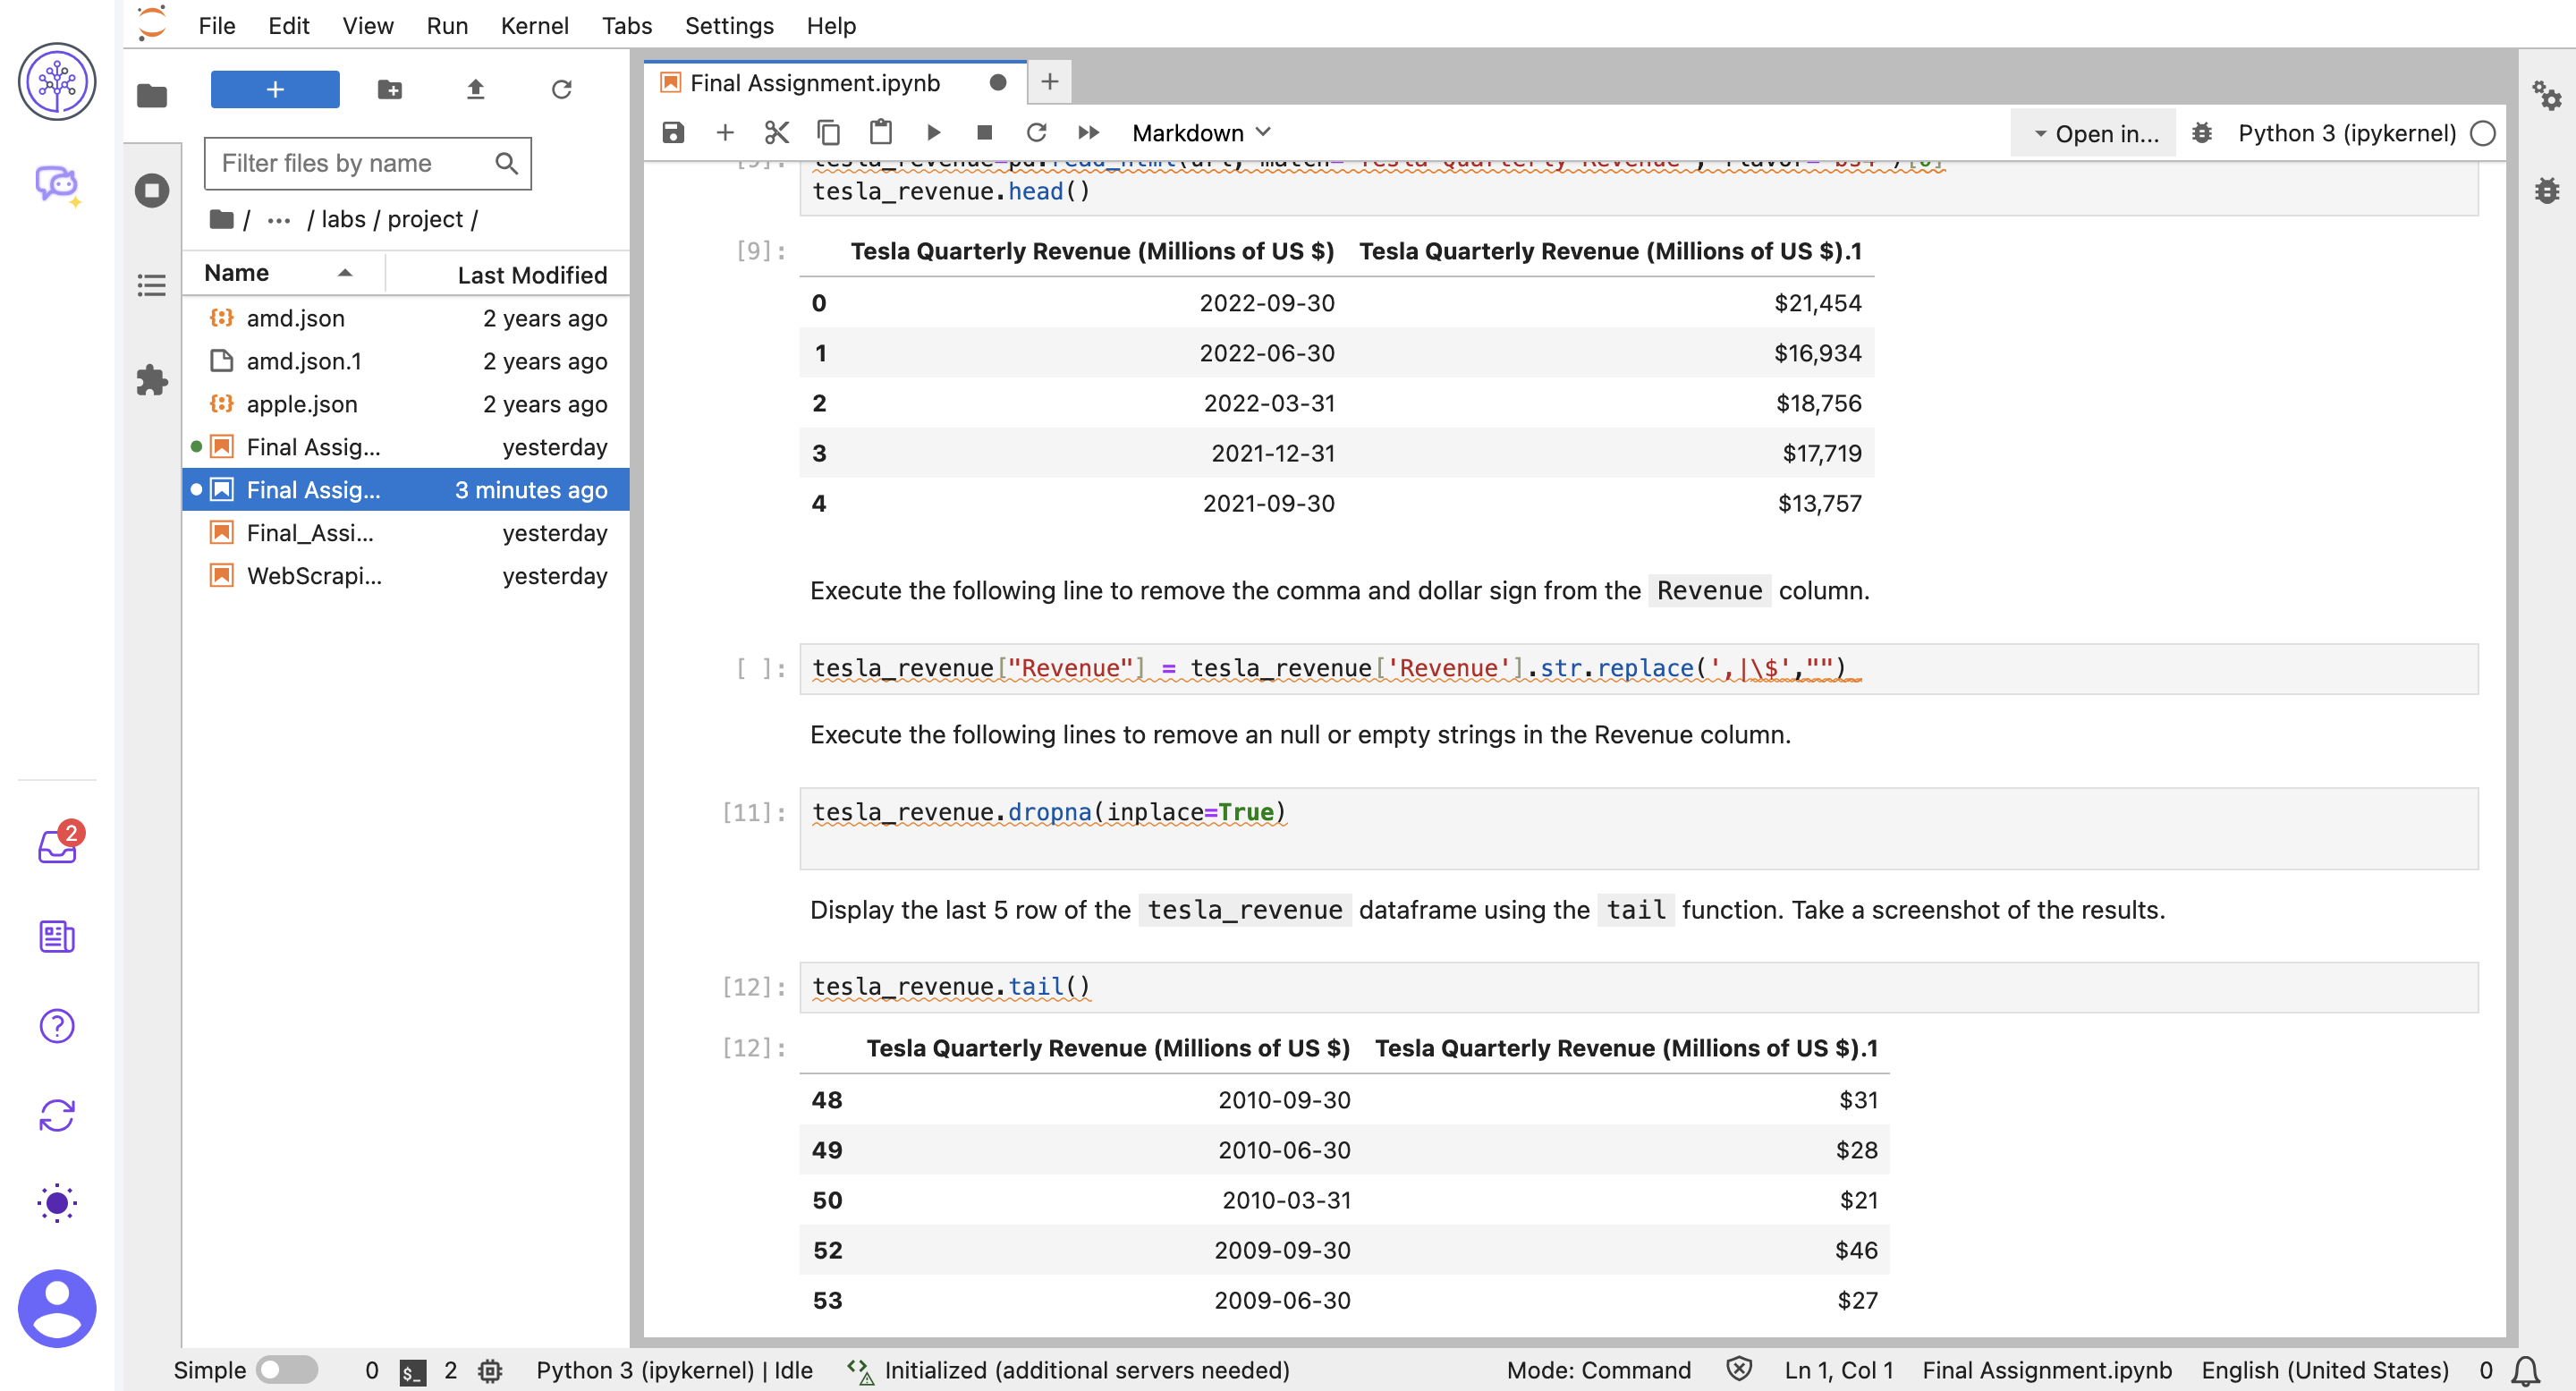 File Edit View Run Kernel Tabs Settings Help
Final Assignment.ipynb
Filter files by name
Markdown
Open in...
Python 3 (ipykernel)
/ ... / labs / project /
Name Last Modified
amd.json 2 years ago
amd.json.1 2 years ago
apple.json 2 years ago
Final Assig... yesterday
Final Assig... 3 minutes ago
Final_Assi... yesterday
WebScrapi... yesterday
2
tesla_revenue.head()
[9]:
Tesla Quarterly Revenue (Millions of US $) Tesla Quarterly Revenue (Millions of US $).1
0 2022-09-30 $21,454
1 2022-06-30 $16,934
2 2022-03-31 $18,756
3 2021-12-31 $17,719
4 2021-09-30 $13,757
Execute the following line to remove the comma and dollar sign from the Revenue column.
[ ]: tesla_revenue["Revenue"] = tesla_revenue['Revenue'].str.replace(',|\$',"")
Execute the following lines to remove an null or empty strings in the Revenue column.
[11]: tesla_revenue.dropna(inplace=True)
Display the last 5 row of the tesla_revenue dataframe using the tail function. Take a screenshot of the results.
[12]: tesla_revenue.tail()
[12]:
Tesla Quarterly Revenue (Millions of US $) Tesla Quarterly Revenue (Millions of US $).1
48 2010-09-30 $31
49 2010-06-30 $28
50 2010-03-31 $21
52 2009-09-30 $46
53 2009-06-30 $27
Simple 0 $_ 2 Python 3 (ipykernel) | Idle Initialized (additional servers needed) Mode: Command Ln 1, Col 1 Final Assignment.ipynb English (United States) 0